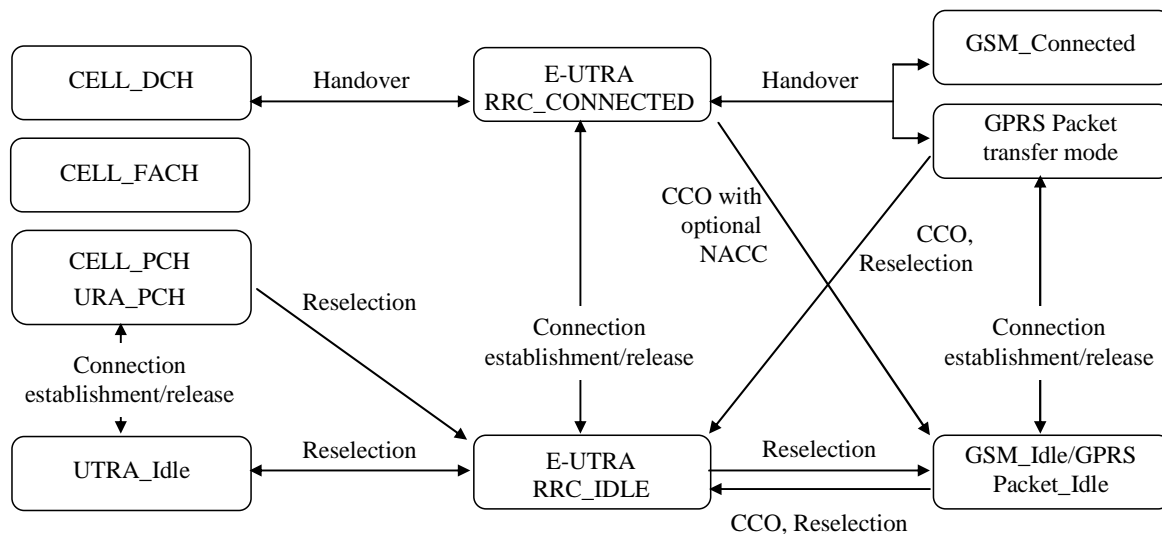 GSM_Connected
CELL_DCH
Handover
E-UTRA
RRC_CONNECTED
Handover
GPRS Packet
transfer mode
CELL_FACH
CCO with
optional
NACC
CCO,
Reselection
CELL_PCH
URA_PCH
Reselection
Connection
establishment/release
Connection
establishment/release
Connection
establishment/release
UTRA_Idle
Reselection
E-UTRA
RRC_IDLE
Reselection
GSM_Idle/GPRS
Packet_Idle
CCO, Reselection